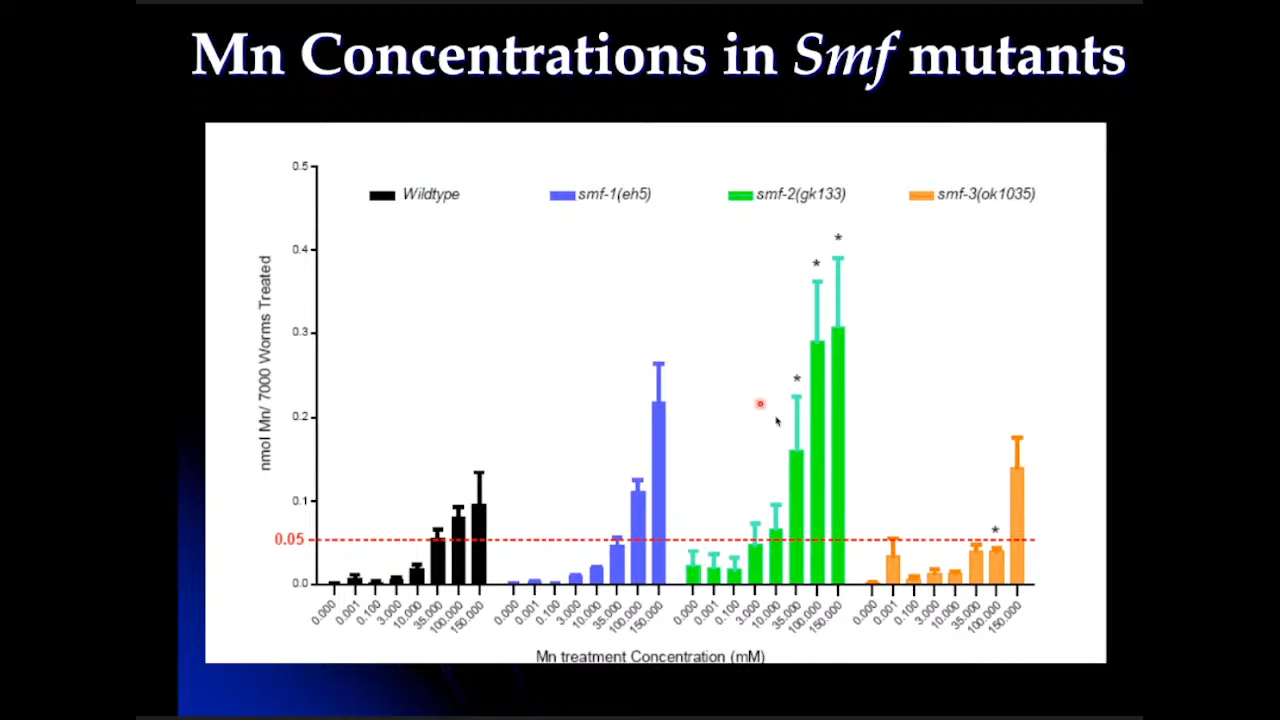 Mn Concentrations in Smf mutants
0.5
Wildtype smf-1(eh5) smf-2(gk133) smf-3(ok1035)
*
*
0.4
nmol Mn/ 7000 Worms Treated
0.3
*
0.2
0.1
*
0.05
0.0
0.000 0.001 0.100 3.000 10.000 35.000 100.000 150.000 0.000 0.001 0.100 3.000 10.000 35.000 100.000 150.000 0.000 0.001 0.100 3.000 10.000 35.000 100.000 150.000 0.000 0.001 0.100 3.000 10.000 35.000 100.000 150.000
Mn treatment Concentration (mM)